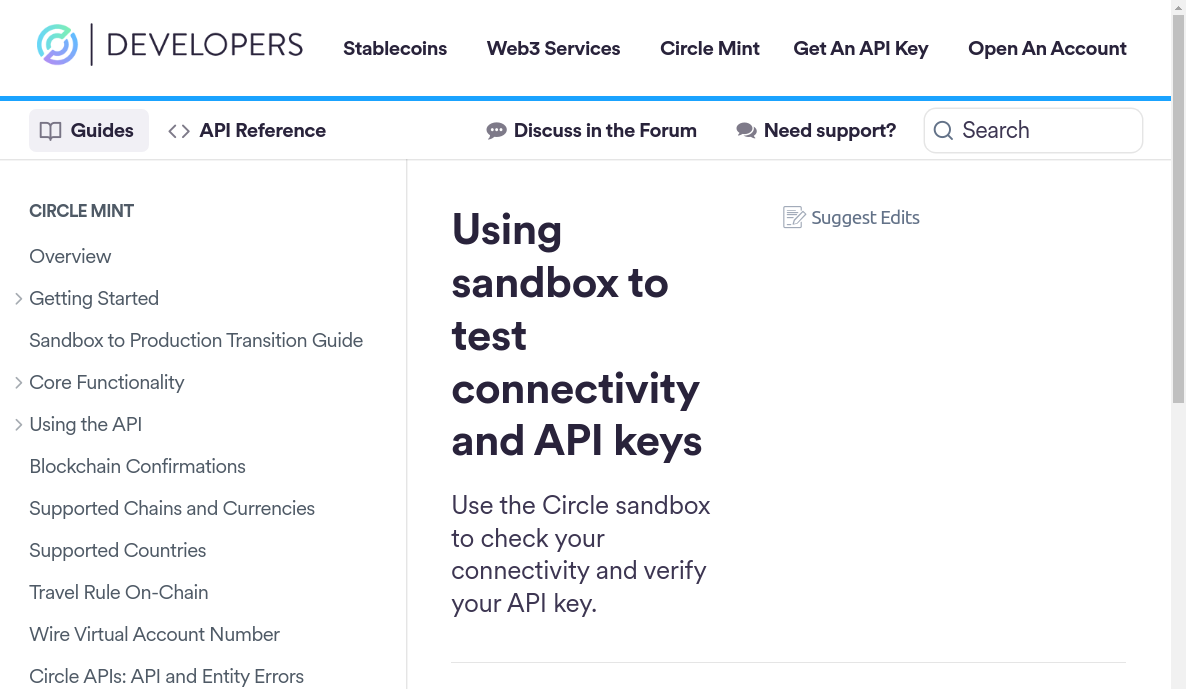 DEVELOPERS
Stablecoins Web3 Services Circle Mint Get An API Key Open An Account
Guides API Reference Discuss in the Forum Need support? Search
CIRCLE MINT
Overview
Getting Started
Sandbox to Production Transition Guide
Core Functionality
Using the API
Blockchain Confirmations
Supported Chains and Currencies
Supported Countries
Travel Rule On-Chain
Wire Virtual Account Number
Circle APIs: API and Entity Errors
Using
sandbox to
test
connectivity
and API keys
Suggest Edits
Use the Circle sandbox
to check your
connectivity and verify
your API key.